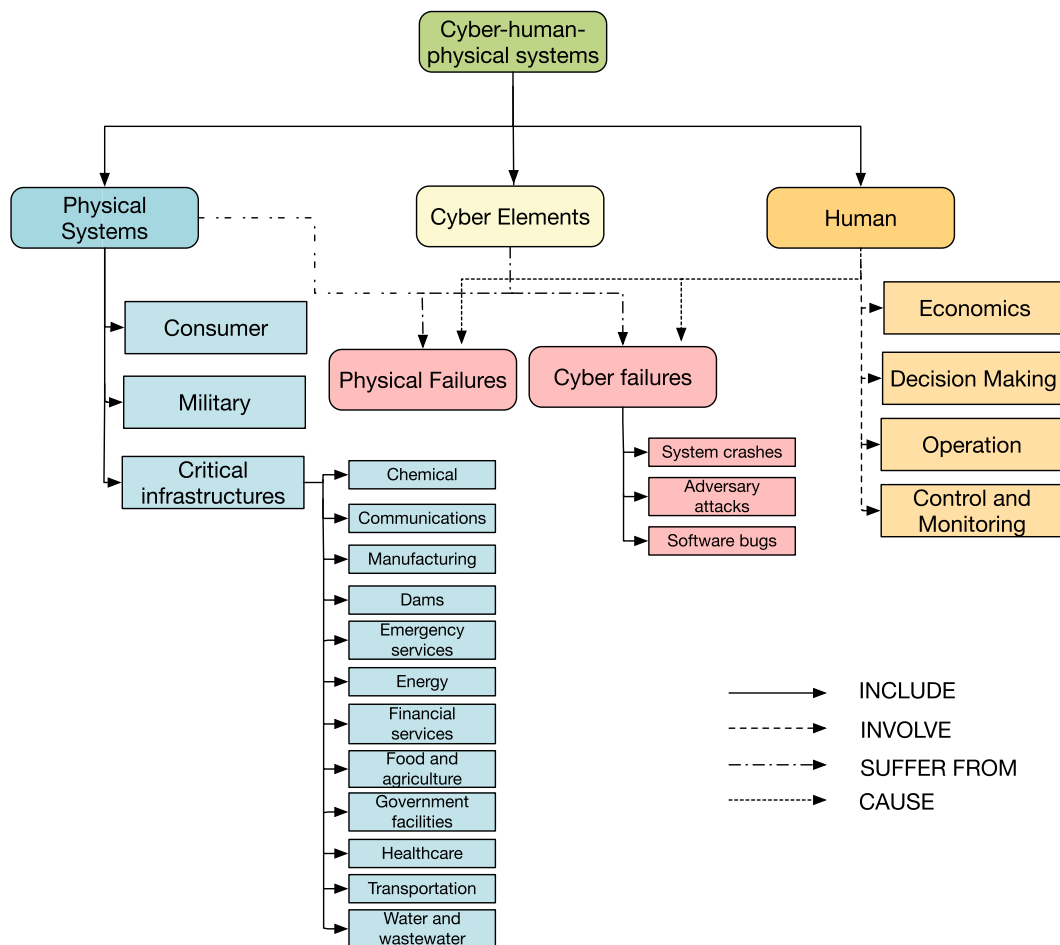 Cyber-human-
physical systems
Physical
Systems
Cyber Elements
Human
Consumer
Military
Critical
infrastructures
Physical Failures
Cyber failures
Economics
Decision Making
Operation
Control and
Monitoring
System crashes
Adversary
attacks
Software bugs
Chemical
Communications
Manufacturing
Dams
Emergency
services
Energy
Financial
services
Food and
agriculture
Government
facilities
Healthcare
Transportation
Water and
wastewater
INCLUDE
INVOLVE
SUFFER FROM
CAUSE